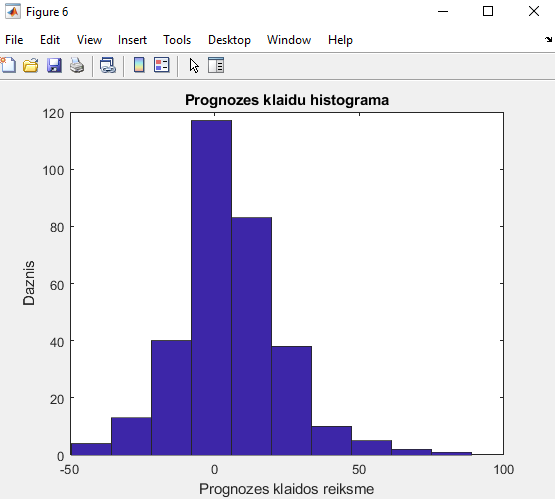 Figure 6
File Edit View Insert Tools Desktop Window Help
Prognozes klaidu histograma
120
100
80
60
40
20
0
Daznis
-50 0 50 100
Prognozes klaidos reiksme